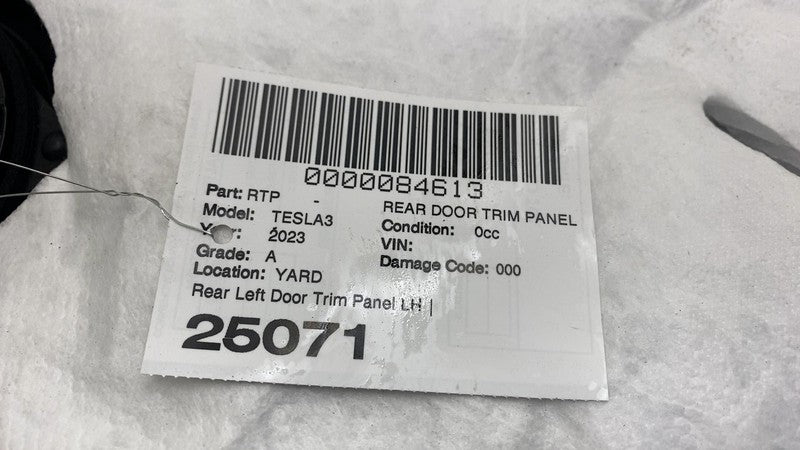 0000084613
Part: RTP - REAR DOOR TRIM PANEL
Model: TESLA3 Condition: 0cc
Year: 2023 VIN:
Grade: A Damage Code: 000
Location: YARD
Rear Left Door Trim Panel LH |
25071